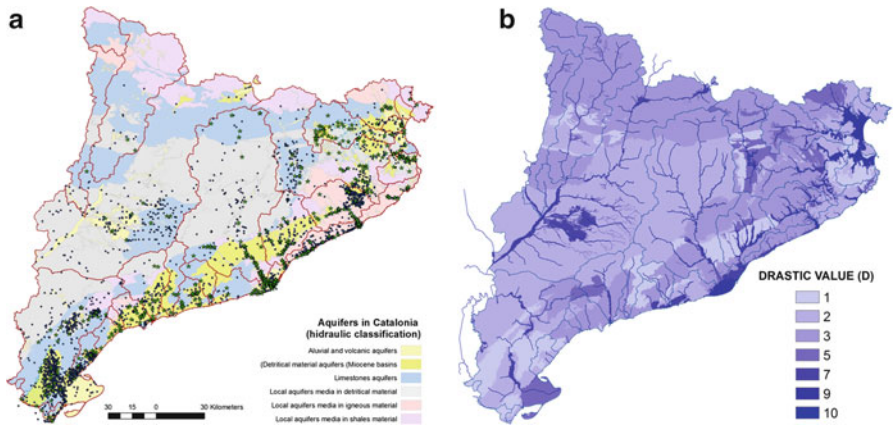 a
Aquifers in Catalonia
(hidraulic classification)
Aluvial and volcanic aquifers
(Detritical material aquifers (Miocene basins
Limestones aquifers
Local aquifers media in detritical material
Local aquifers media in igneous material
Local aquifers media in shales material
30 15 0 30 Kilometers
b
DRASTIC VALUE (D)
1
2
3
5
7
9
10